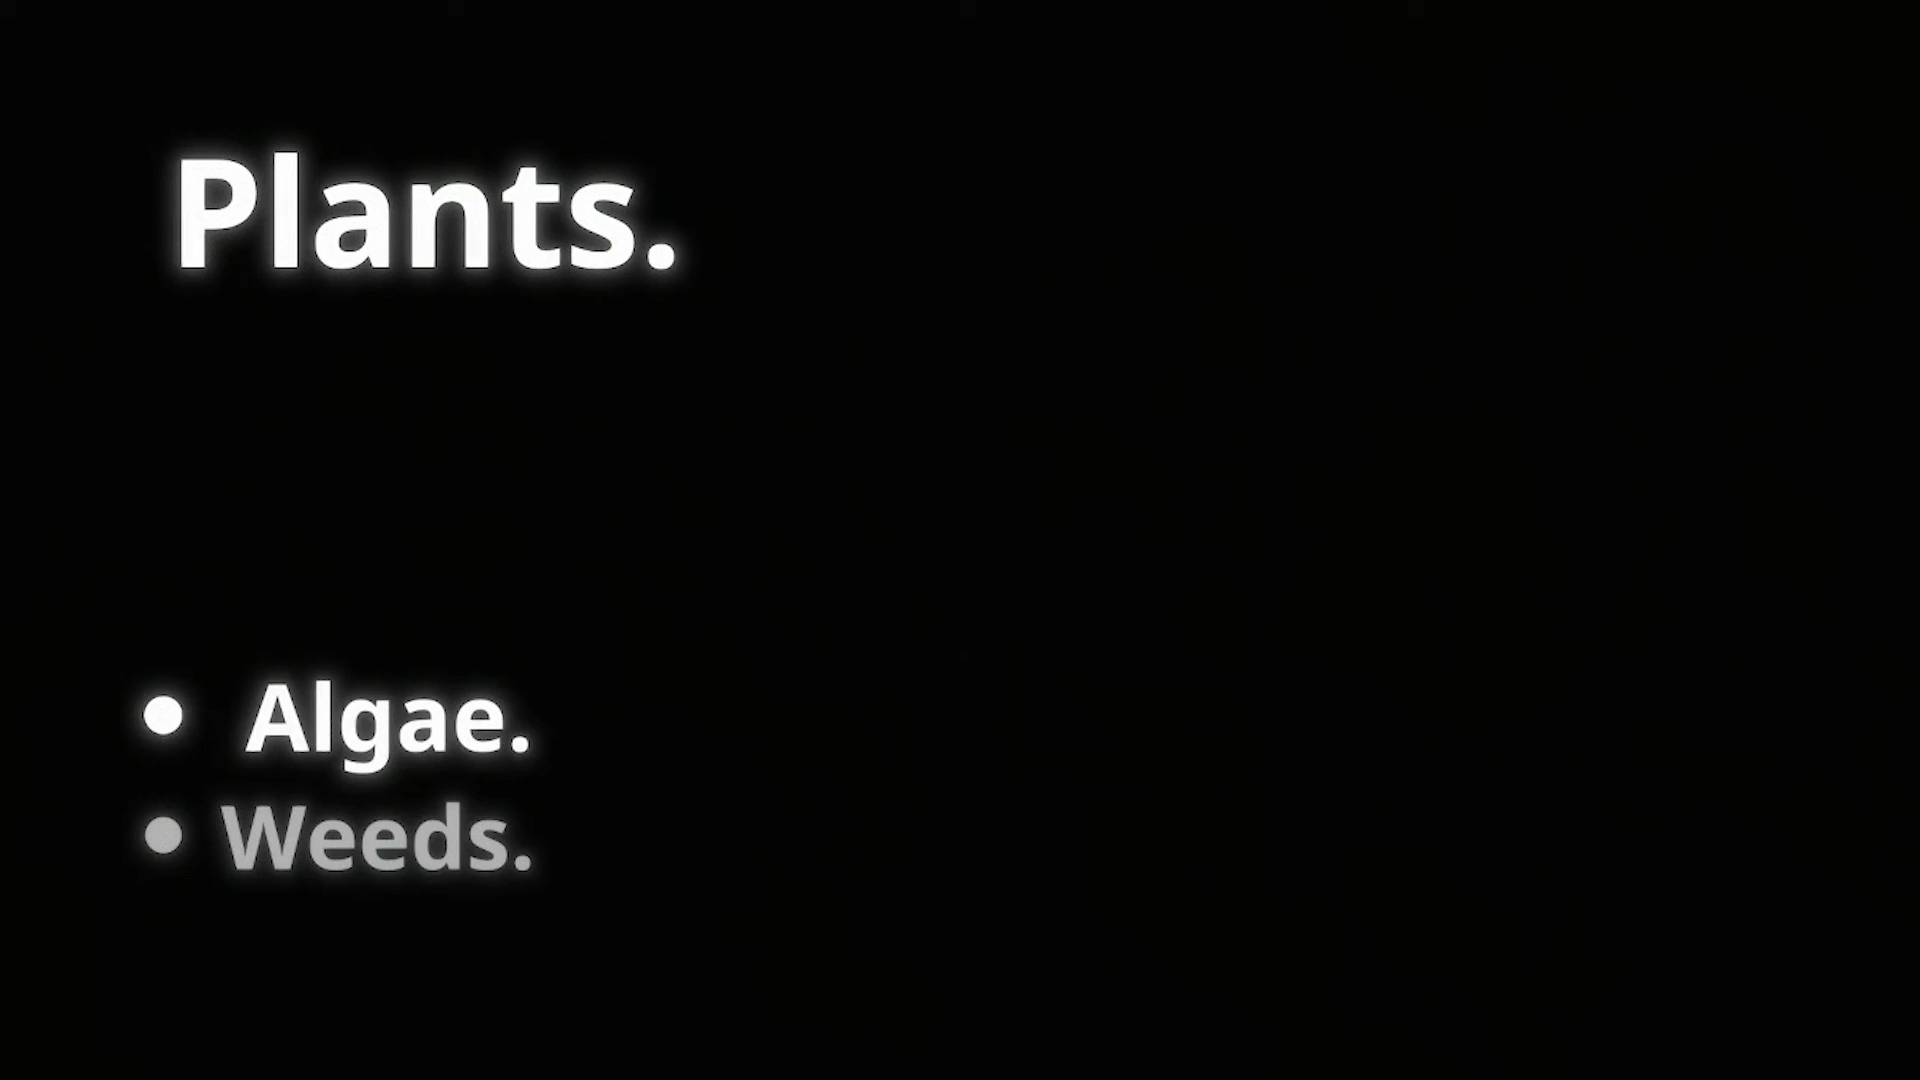 Plants.
• Algae.
• Weeds.